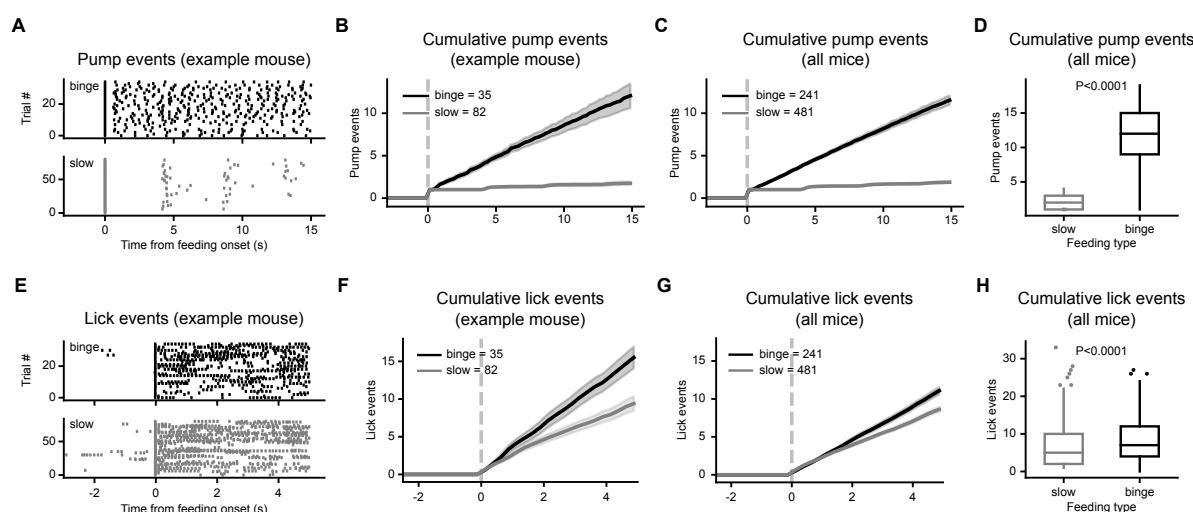 A
Pump events (example mouse)
binge
20
0
Trial #
slow
50
0
0 5 10 15
Time from feeding onset (s)
B
Cumulative pump events
(example mouse)
binge = 35
slow = 82
10
5
0
Pump events
0 5 10 15
C
Cumulative pump events
(all mice)
binge = 241
slow = 481
10
5
0
Pump events
0 5 10 15
D
Cumulative pump events
(all mice)
P<0.0001
15
10
5
Pump events
slow binge
Feeding type
E
Lick events (example mouse)
binge
20
0
Trial #
slow
50
0
-2 0 2 4
Time from feeding onset (s)
F
Cumulative lick events
(example mouse)
binge = 35
slow = 82
15
10
5
0
Lick events
-2 0 2 4
G
Cumulative lick events
(all mice)
binge = 241
slow = 481
15
10
5
0
Lick events
-2 0 2 4
H
Cumulative lick events
(all mice)
P<0.0001
30
20
10
0
Lick events
slow binge
Feeding type